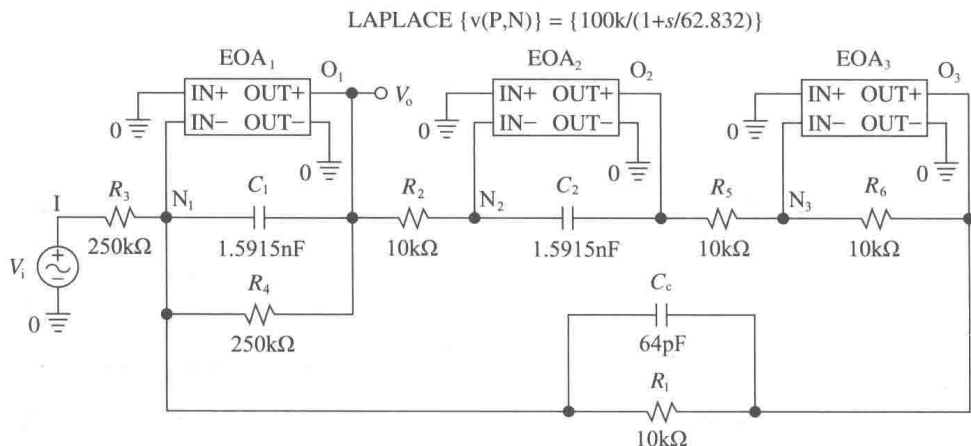 LAPLACE {v(P,N)} = {100k/(1+s/62.832)}
EOA₁
O₁
IN+ OUT+
IN− OUT−
0
0
Vₒ
EOA₂
O₂
IN+ OUT+
IN− OUT−
0
0
EOA₃
O₃
IN+ OUT+
IN− OUT−
0
0
I
R₃
250kΩ
N₁
C₁
1.5915nF
R₂
10kΩ
N₂
C₂
1.5915nF
R₅
10kΩ
N₃
R₆
10kΩ
Vᵢ
+
−
0
R₄
250kΩ
C_c
64pF
R₁
10kΩ